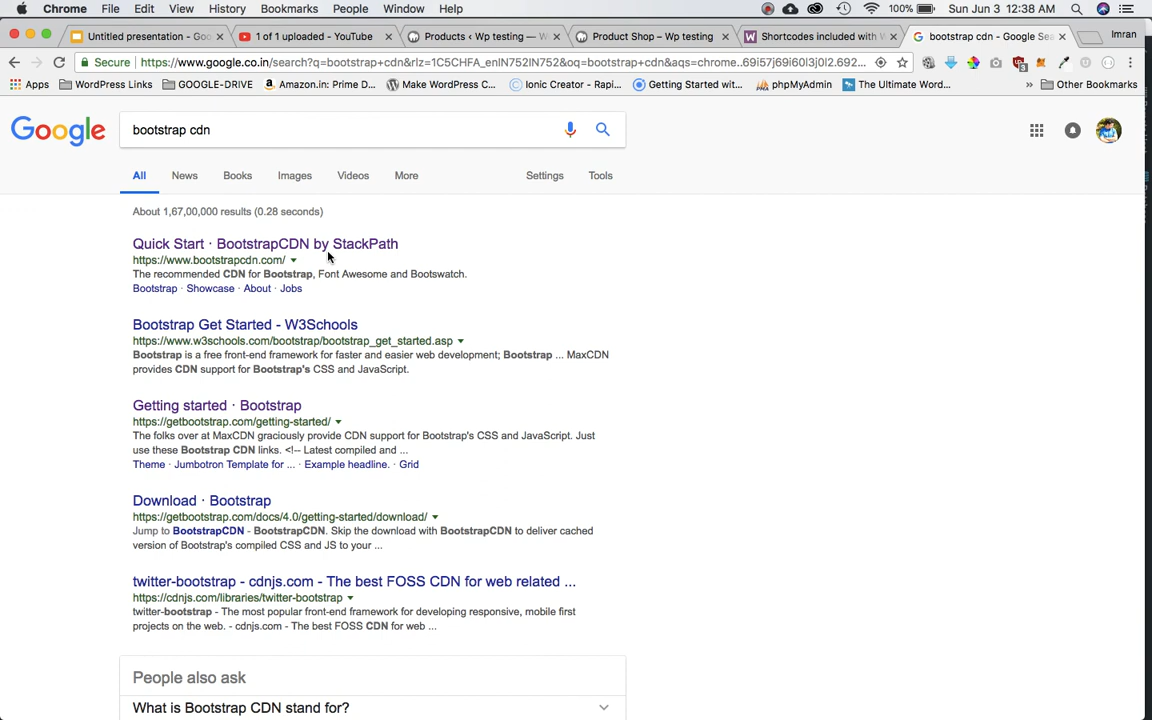 Chrome File Edit View History Bookmarks People Window Help 100% Sun Jun 3 12:38 AM
Untitled presentation - Goo 1 of 1 uploaded - YouTube Products ‹ Wp testing — W Product Shop – Wp testing Shortcodes included with W bootstrap cdn - Google Sea Imran
Secure https://www.google.co.in/search?q=bootstrap+cdn&rlz=1C5CHFA_enIN752IN752&oq=bootstrap+cdn&aqs=chrome..69i57j69i60l3j0l2.692...
Apps WordPress Links GOOGLE-DRIVE Amazon.in: Prime D... Make WordPress C... Ionic Creator - Rapi... Getting started wit... phpMyAdmin The Ultimate Word... » Other Bookmarks
Google bootstrap cdn
All News Books Images Videos More Settings Tools
About 1,67,00,000 results (0.28 seconds)
Quick Start · BootstrapCDN by StackPath
https://www.bootstrapcdn.com/
The recommended CDN for Bootstrap, Font Awesome and Bootswatch.
Bootstrap · Showcase · About · Jobs
Bootstrap Get Started - W3Schools
https://www.w3schools.com/bootstrap/bootstrap_get_started.asp
Bootstrap is a free front-end framework for faster and easier web development; Bootstrap ... MaxCDN
provides CDN support for Bootstrap's CSS and JavaScript.
Getting started · Bootstrap
https://getbootstrap.com/getting-started/
The folks over at MaxCDN graciously provide CDN support for Bootstrap's CSS and JavaScript. Just
use these Bootstrap CDN links. <!-- Latest compiled and ...
Theme · Jumbotron Template for ... · Example headline. · Grid
Download · Bootstrap
https://getbootstrap.com/docs/4.0/getting-started/download/
Jump to BootstrapCDN - BootstrapCDN. Skip the download with BootstrapCDN to deliver cached
version of Bootstrap's compiled CSS and JS to your ...
twitter-bootstrap - cdnjs.com - The best FOSS CDN for web related ...
https://cdnjs.com/libraries/twitter-bootstrap
twitter-bootstrap - The most popular front-end framework for developing responsive, mobile first
projects on the web. - cdnjs.com - The best FOSS CDN for web ...
People also ask
What is Bootstrap CDN stand for?